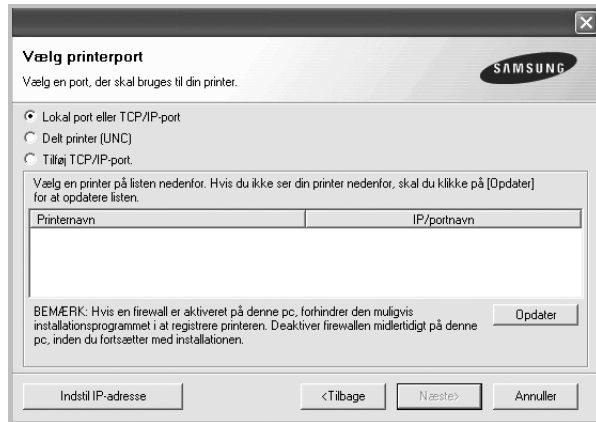 Vælg printerport
Vælg en port, der skal bruges til din printer.
SAMSUNG
Lokal port eller TCP/IP-port
Delt printer (UNC)
Tilføj TCP/IP-port.
Vælg en printer på listen nedenfor. Hvis du ikke ser din printer nedenfor, skal du klikke på [Opdater]
for at opdatere listen.
Printernavn IP/portnavn
BEMÆRK: Hvis en firewall er aktiveret på denne pc, forhindrer den muligvis
installationsprogrammet i at registrere printeren. Deaktiver firewallen midlertidigt på denne
pc, inden du fortsætter med installationen.
Opdater
Indstil IP-adresse <Tilbage Næste> Annuller